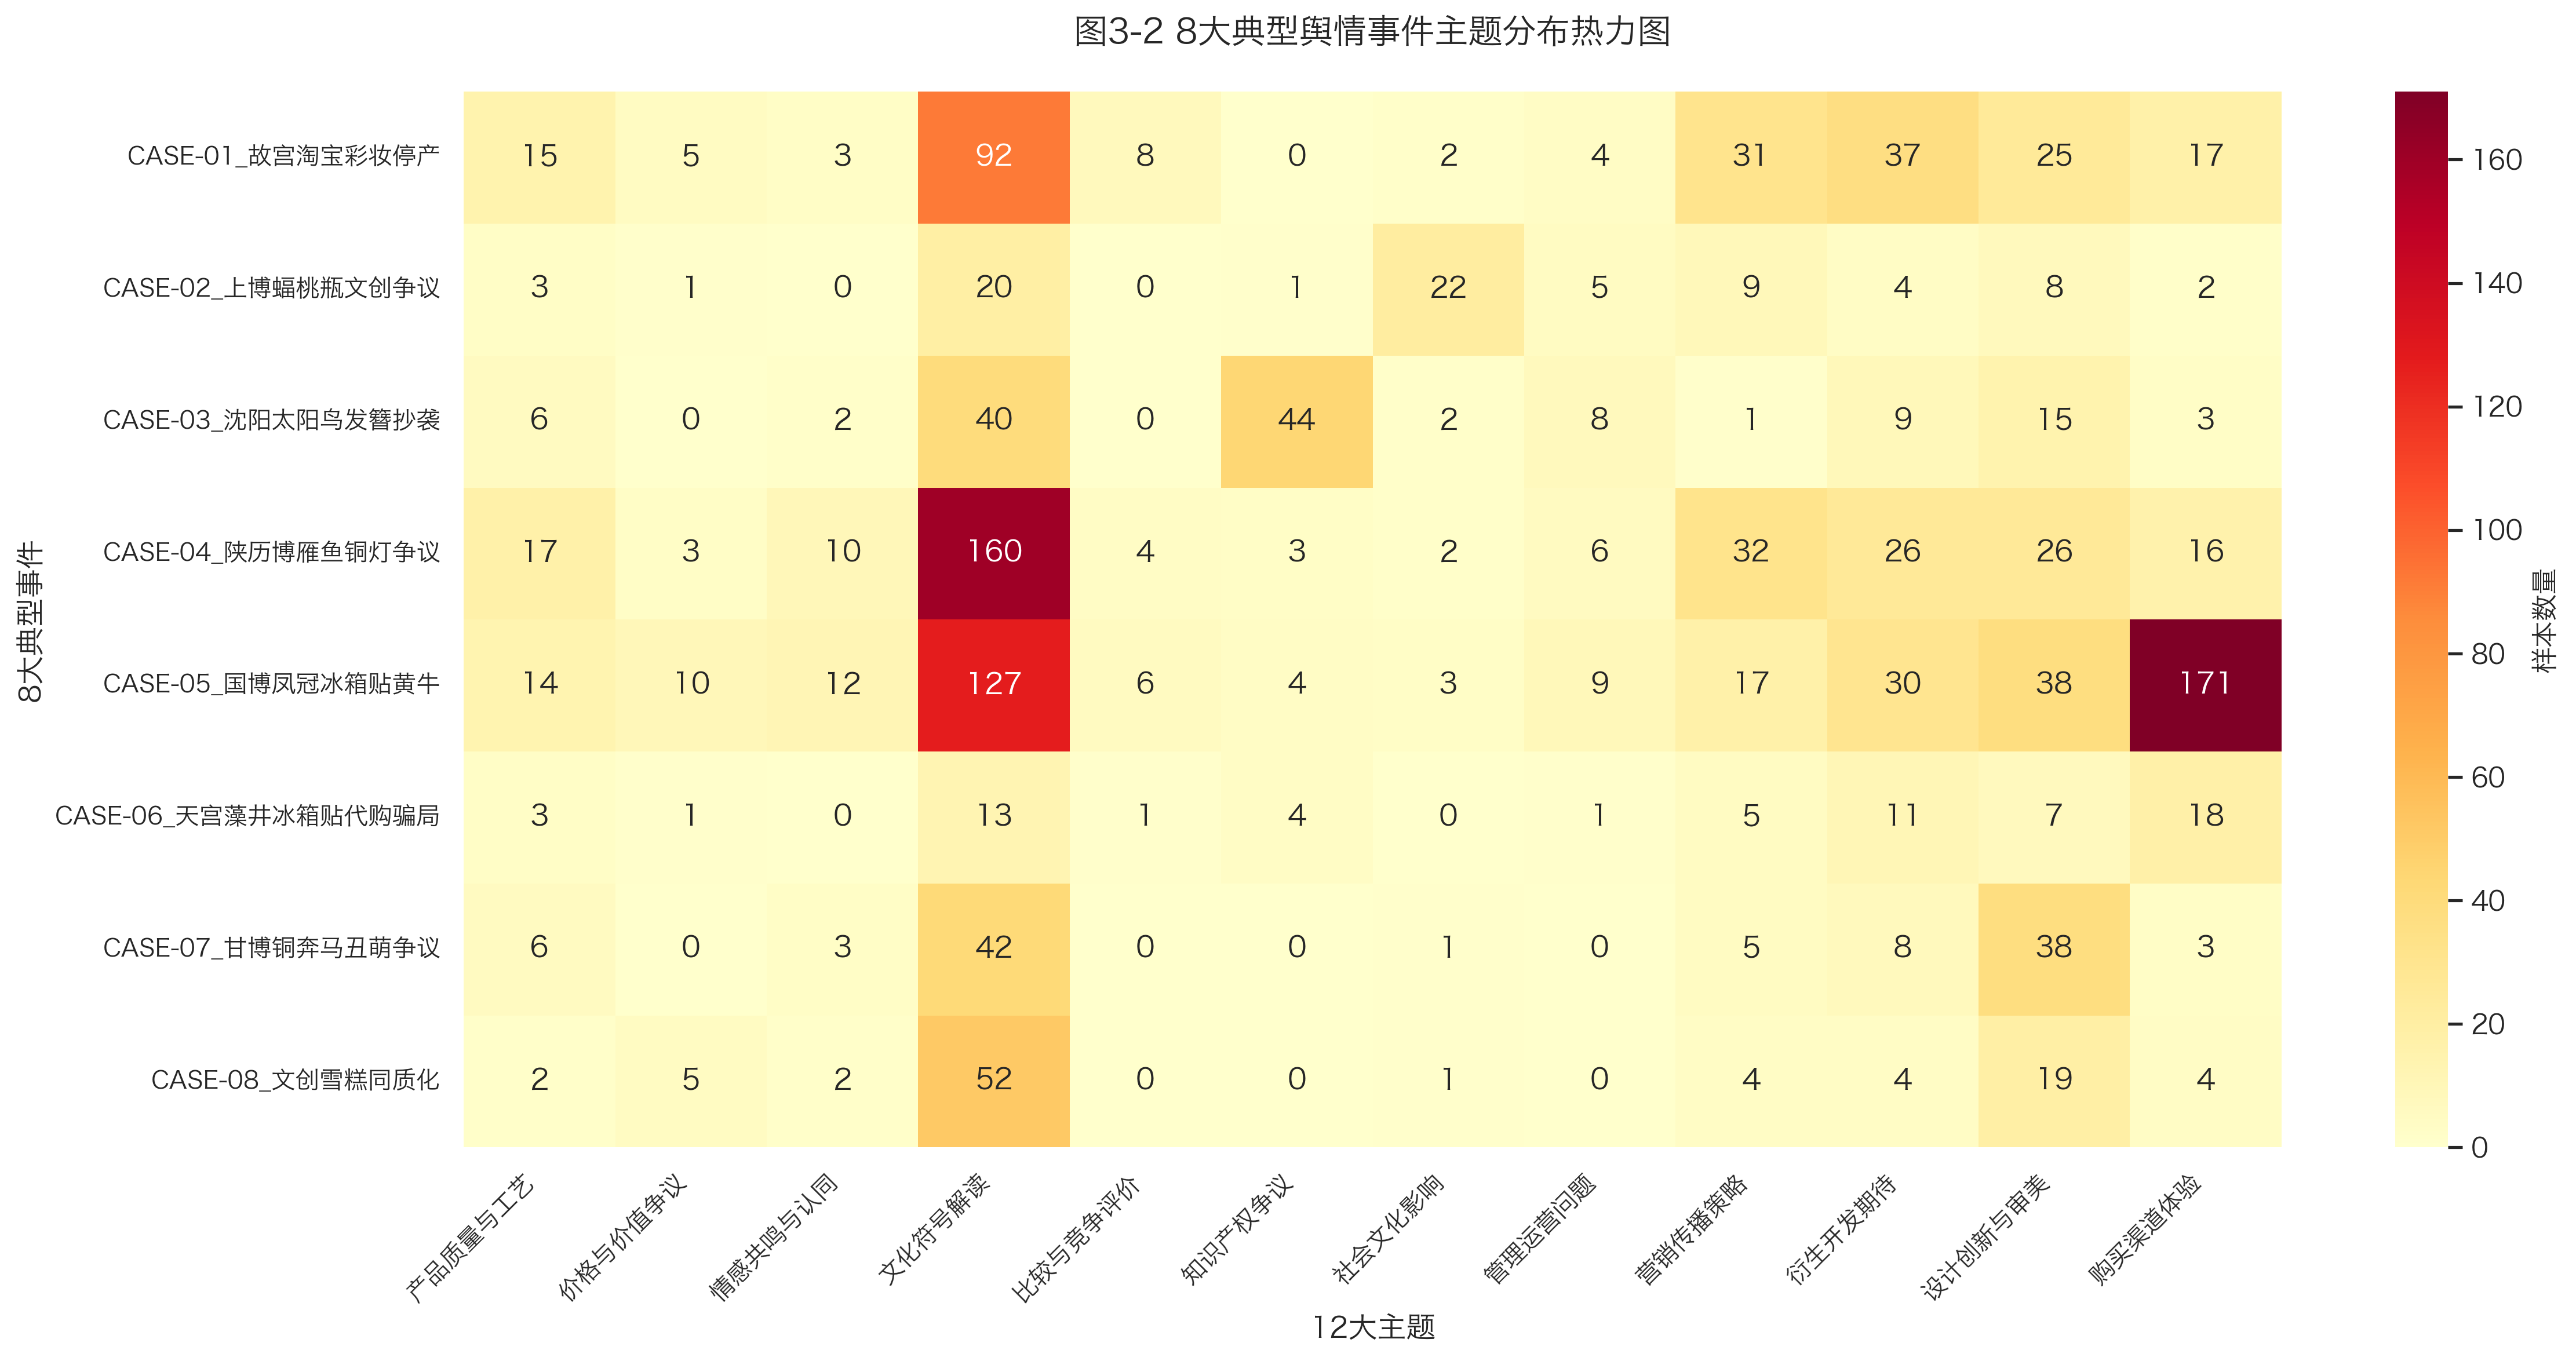 图3-2 8大典型舆情事件主题分布热力图
8大典型事件
CASE-01_故宫淘宝彩妆停产 15 5 3 92 8 0 2 4 31 37 25 17
CASE-02_上博蝠桃瓶文创争议 3 1 0 20 0 1 22 5 9 4 8 2
CASE-03_沈阳太阳鸟发簪抄袭 6 0 2 40 0 44 2 8 1 9 15 3
CASE-04_陕历博雁鱼铜灯争议 17 3 10 160 4 3 2 6 32 26 26 16
CASE-05_国博凤冠冰箱贴黄牛 14 10 12 127 6 4 3 9 17 30 38 171
CASE-06_天宫藻井冰箱贴代购骗局 3 1 0 13 1 4 0 1 5 11 7 18
CASE-07_甘博铜奔马丑萌争议 6 0 3 42 0 0 1 0 5 8 38 3
CASE-08_文创雪糕同质化 2 5 2 52 0 0 1 0 4 4 19 4
产品质量与工艺
价格与价值争议
情感共鸣与认同
文化符号解读
比较与竞争评价
知识产权争议
社会文化影响
管理运营问题
营销传播策略
衍生开发期待
设计创新与审美
购买渠道体验
12大主题
160
140
120
100
80
60
40
20
0
样本数量